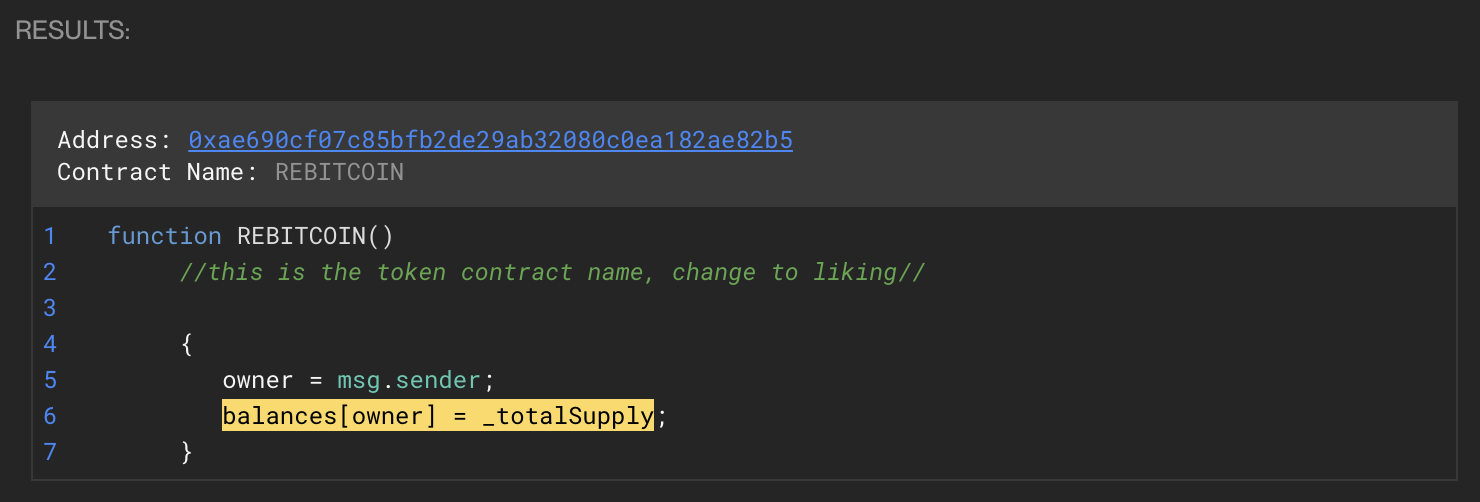 RESULTS:
Address: 0xae690cf07c85bfb2de29ab32080c0ea182ae82b5
Contract Name: REBITCOIN
1 function REBITCOIN()
2 //this is the token contract name, change to liking//
3
4 {
5 owner = msg.sender;
6 balances[owner] = _totalSupply;
7 }